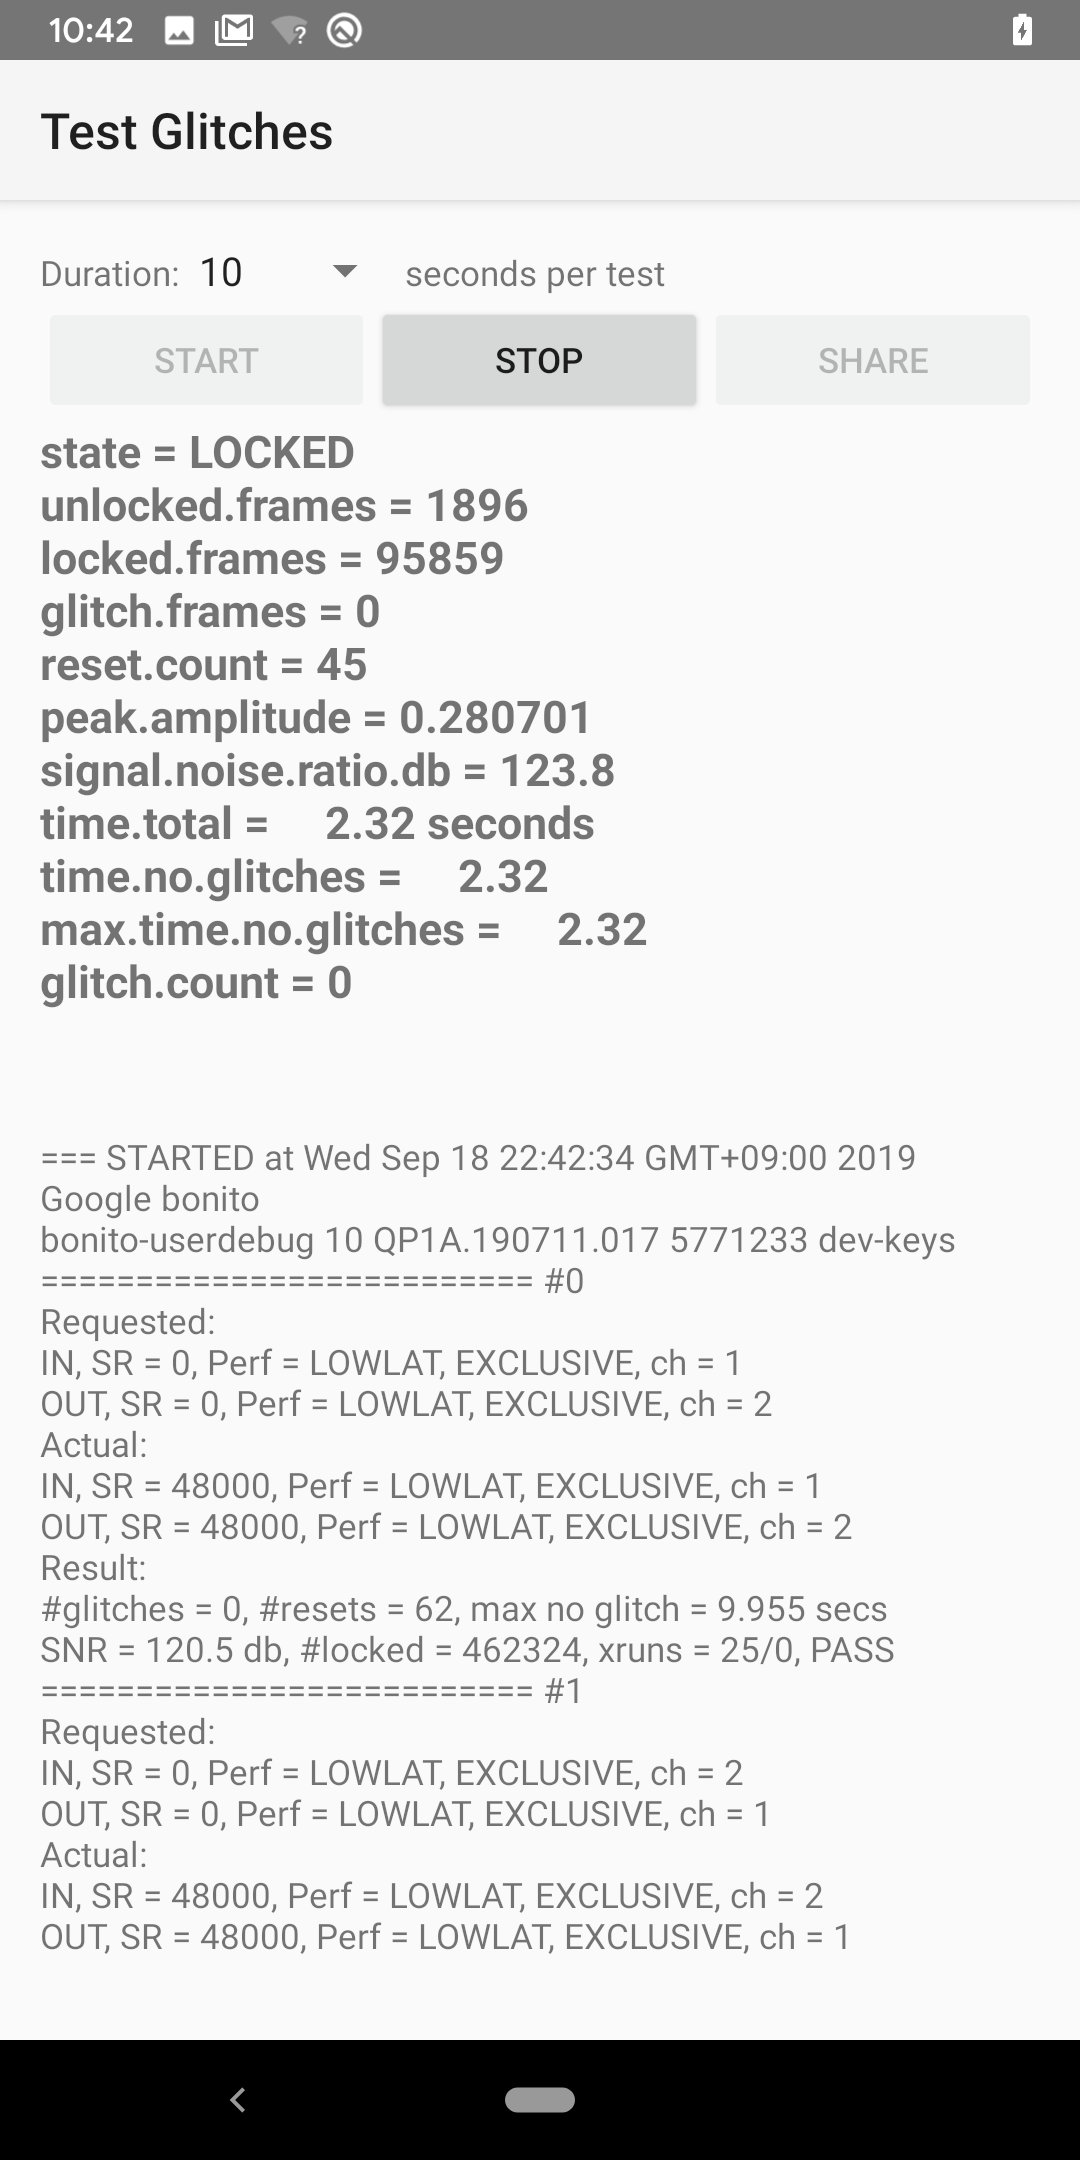 10:42
Test Glitches
Duration: 10 seconds per test
START STOP SHARE
state = LOCKED
unlocked.frames = 1896
locked.frames = 95859
glitch.frames = 0
reset.count = 45
peak.amplitude = 0.280701
signal.noise.ratio.db = 123.8
time.total =     2.32 seconds
time.no.glitches =     2.32
max.time.no.glitches =     2.32
glitch.count = 0
=== STARTED at Wed Sep 18 22:42:34 GMT+09:00 2019
Google bonito
bonito-userdebug 10 QP1A.190711.017 5771233 dev-keys
========================== #0
Requested:
IN, SR = 0, Perf = LOWLAT, EXCLUSIVE, ch = 1
OUT, SR = 0, Perf = LOWLAT, EXCLUSIVE, ch = 2
Actual:
IN, SR = 48000, Perf = LOWLAT, EXCLUSIVE, ch = 1
OUT, SR = 48000, Perf = LOWLAT, EXCLUSIVE, ch = 2
Result:
#glitches = 0, #resets = 62, max no glitch = 9.955 secs
SNR = 120.5 db, #locked = 462324, xruns = 25/0, PASS
========================== #1
Requested:
IN, SR = 0, Perf = LOWLAT, EXCLUSIVE, ch = 2
OUT, SR = 0, Perf = LOWLAT, EXCLUSIVE, ch = 1
Actual:
IN, SR = 48000, Perf = LOWLAT, EXCLUSIVE, ch = 2
OUT, SR = 48000, Perf = LOWLAT, EXCLUSIVE, ch = 1